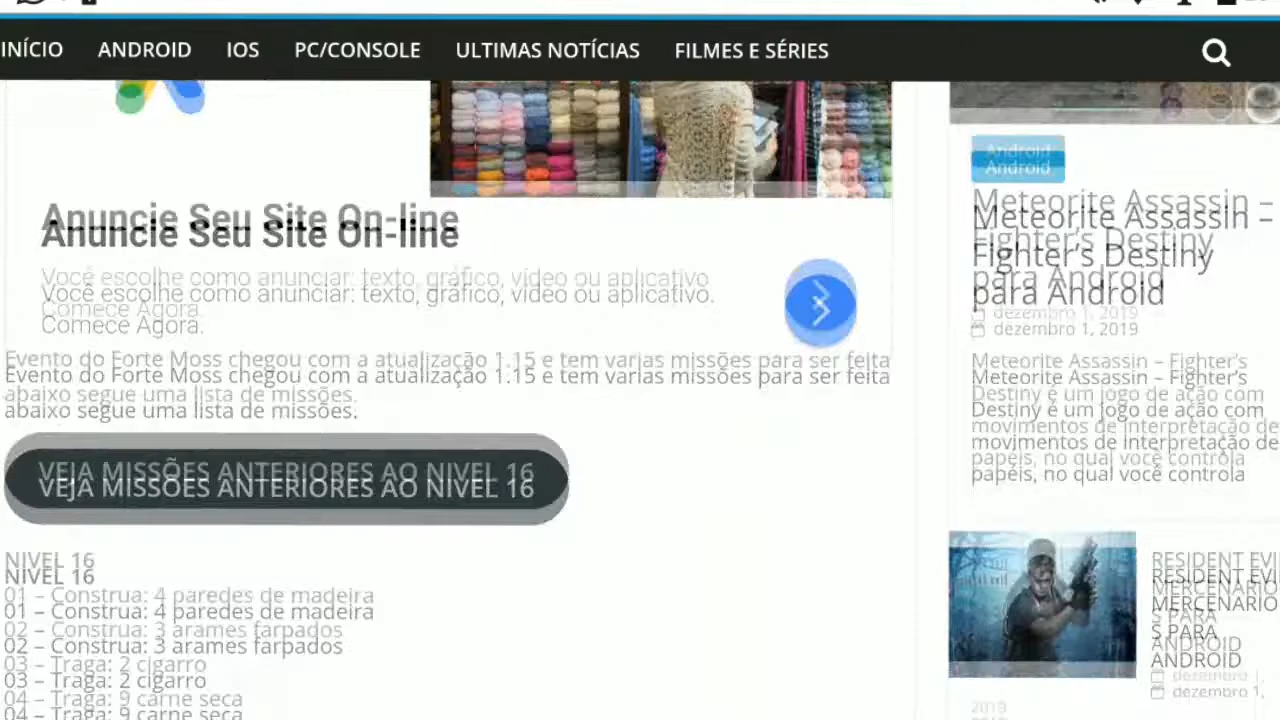 INÍCIO ANDROID IOS PC/CONSOLE ULTIMAS NOTÍCIAS FILMES E SÉRIES
Anuncie Seu Site On-line
Você escolhe como anunciar: texto, gráfico, vídeo ou aplicativo.
Comece Agora.
Evento do Forte Moss chegou com a atualização 1.15 e tem varias missões para ser feita
abaixo segue uma lista de missões.
VEJA MISSÕES ANTERIORES AO NIVEL 16
NIVEL 16
01 – Construa: 4 paredes de madeira
02 – Construa: 3 arames farpados
03 – Traga: 2 cigarro
04 – Traga: 9 carne seca
Android
Meteorite Assassin –
Fighter's Destiny
para Android
dezembro 1, 2019
Meteorite Assassin – Fighter's
Destiny é um jogo de ação com
movimentos de interpretação de
papéis, no qual você controla
RESIDENT EVI
MERCENARIO
S PARA
ANDROID
dezembro 1,
2019